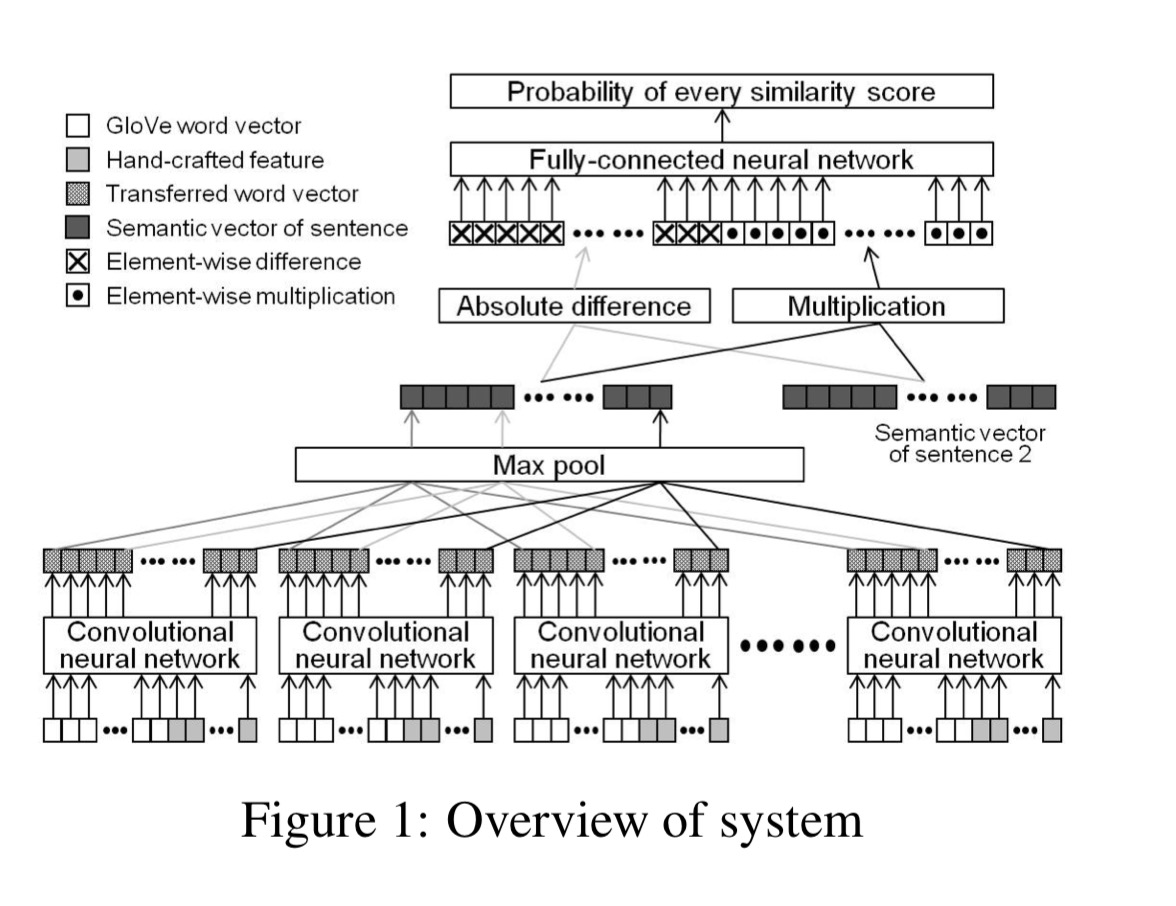 Probability of every similarity score
GloVe word vector
Hand-crafted feature
Transferred word vector
Semantic vector of sentence
Element-wise difference
Element-wise multiplication
Fully-connected neural network
Absolute difference
Multiplication
Semantic vector
of sentence 2
Max pool
Convolutional
neural network
Convolutional
neural network
Convolutional
neural network
Convolutional
neural network
Figure 1: Overview of system